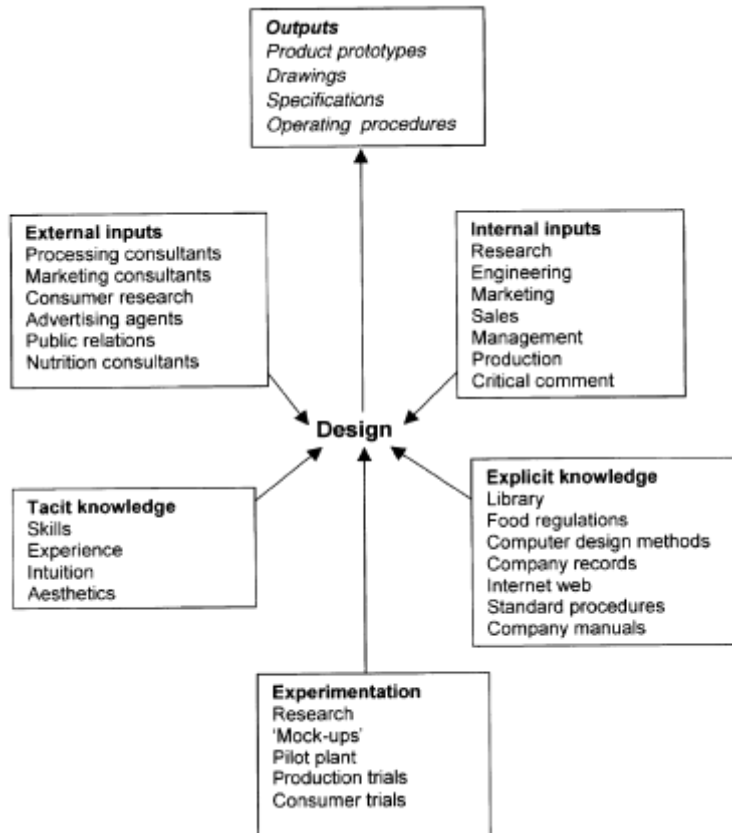 Outputs
Product prototypes
Drawings
Specifications
Operating procedures
External inputs
Processing consultants
Marketing consultants
Consumer research
Advertising agents
Public relations
Nutrition consultants
Internal inputs
Research
Engineering
Marketing
Sales
Management
Production
Critical comment
Design
Tacit knowledge
Skills
Experience
Intuition
Aesthetics
Explicit knowledge
Library
Food regulations
Computer design methods
Company records
Internet web
Standard procedures
Company manuals
Experimentation
Research
'Mock-ups'
Pilot plant
Production trials
Consumer trials